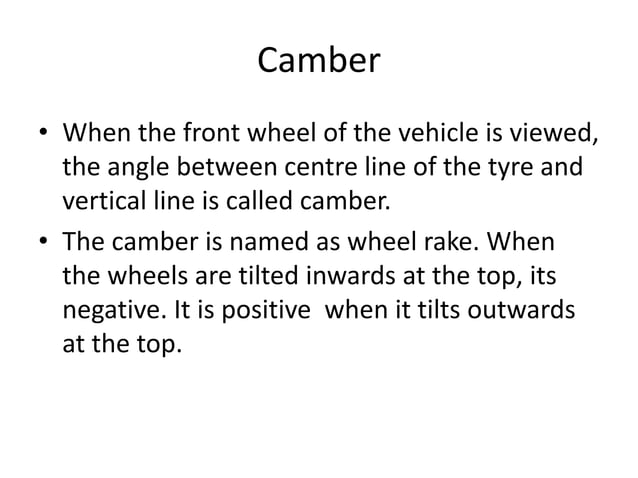 Camber
• When the front wheel of the vehicle is viewed,
the angle between centre line of the tyre and
vertical line is called camber.
• The camber is named as wheel rake. When
the wheels are tilted inwards at the top, its
negative. It is positive  when it tilts outwards
at the top.